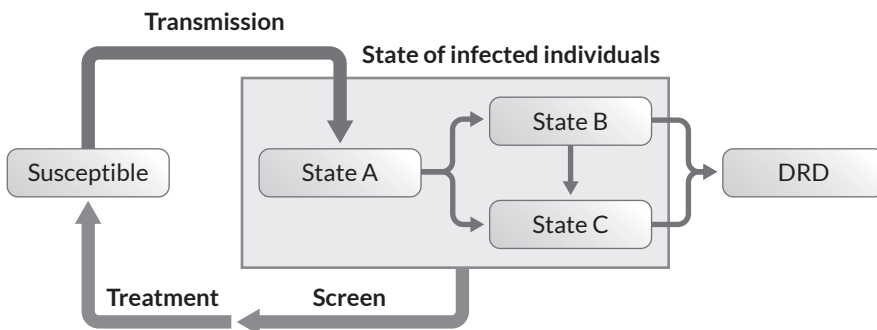 Transmission
State of infected individuals
State B
Susceptible
State A
DRD
State C
Treatment
Screen